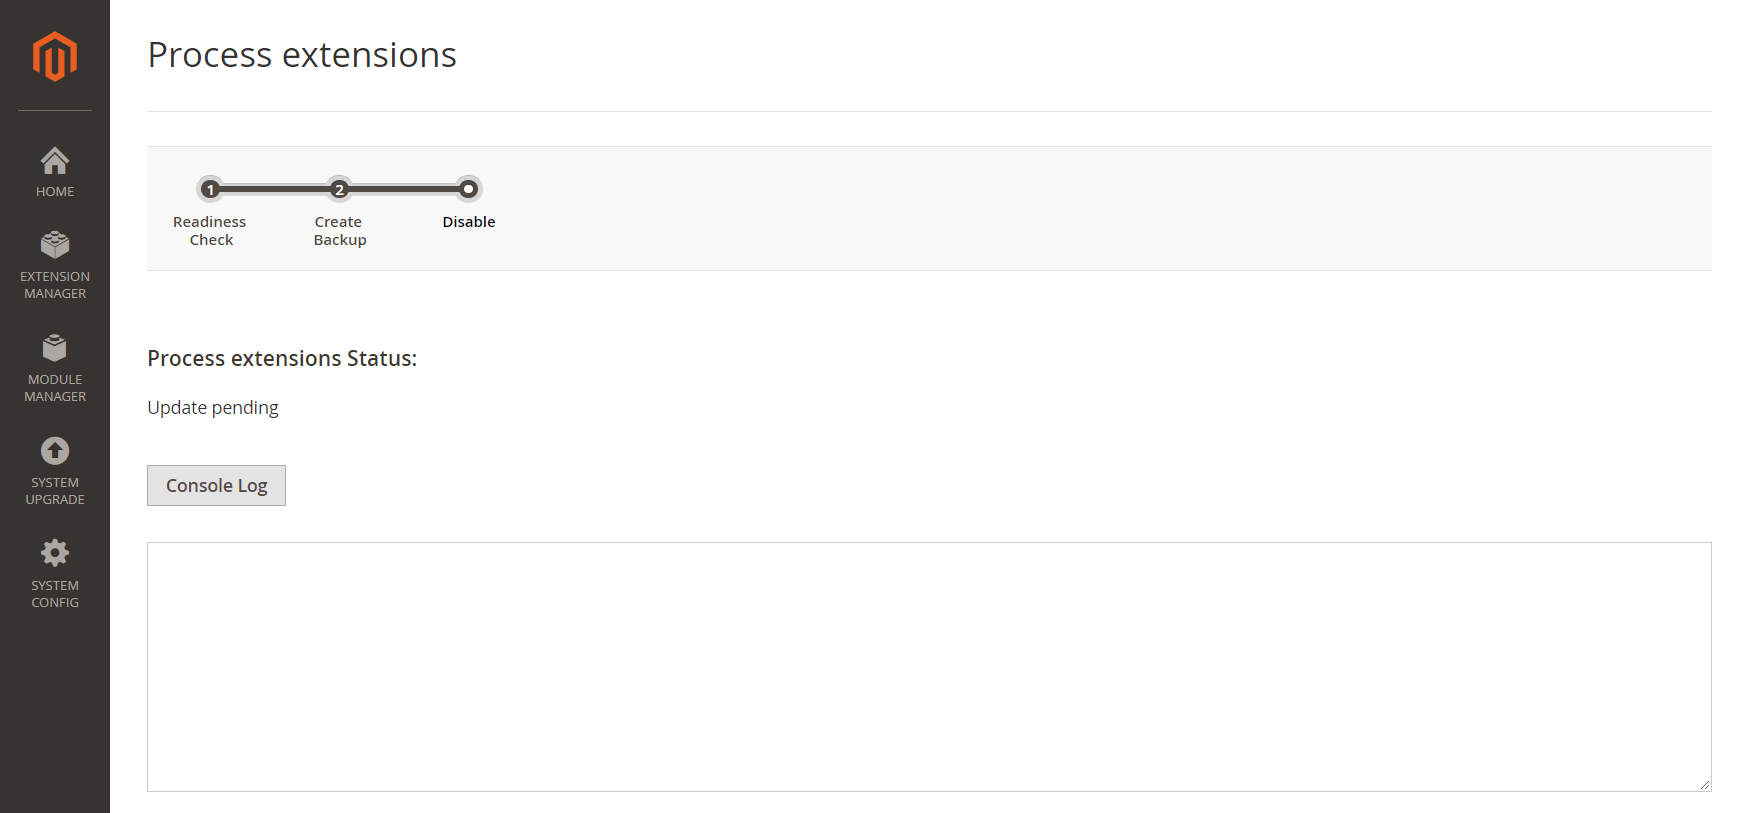 Process extensions
HOME
EXTENSION
MANAGER
MODULE
MANAGER
SYSTEM
UPGRADE
SYSTEM
CONFIG
1
2
Readiness
Check
Create
Backup
Disable
Process extensions Status:
Update pending
Console Log